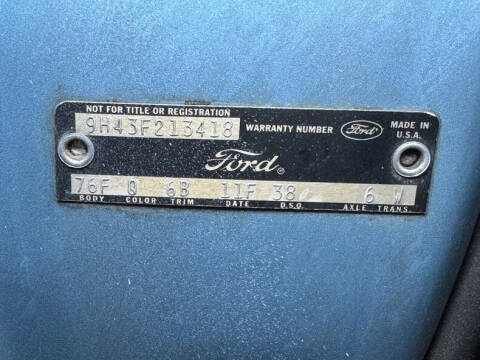 NOT FOR TITLE OR REGISTRATION
9H43F213418 WARRANTY NUMBER Ford MADE IN U.S.A.
Ford®
76F Q 6B 11F 38 6 W
BODY COLOR TRIM DATE D.S.O. AXLE TRANS.